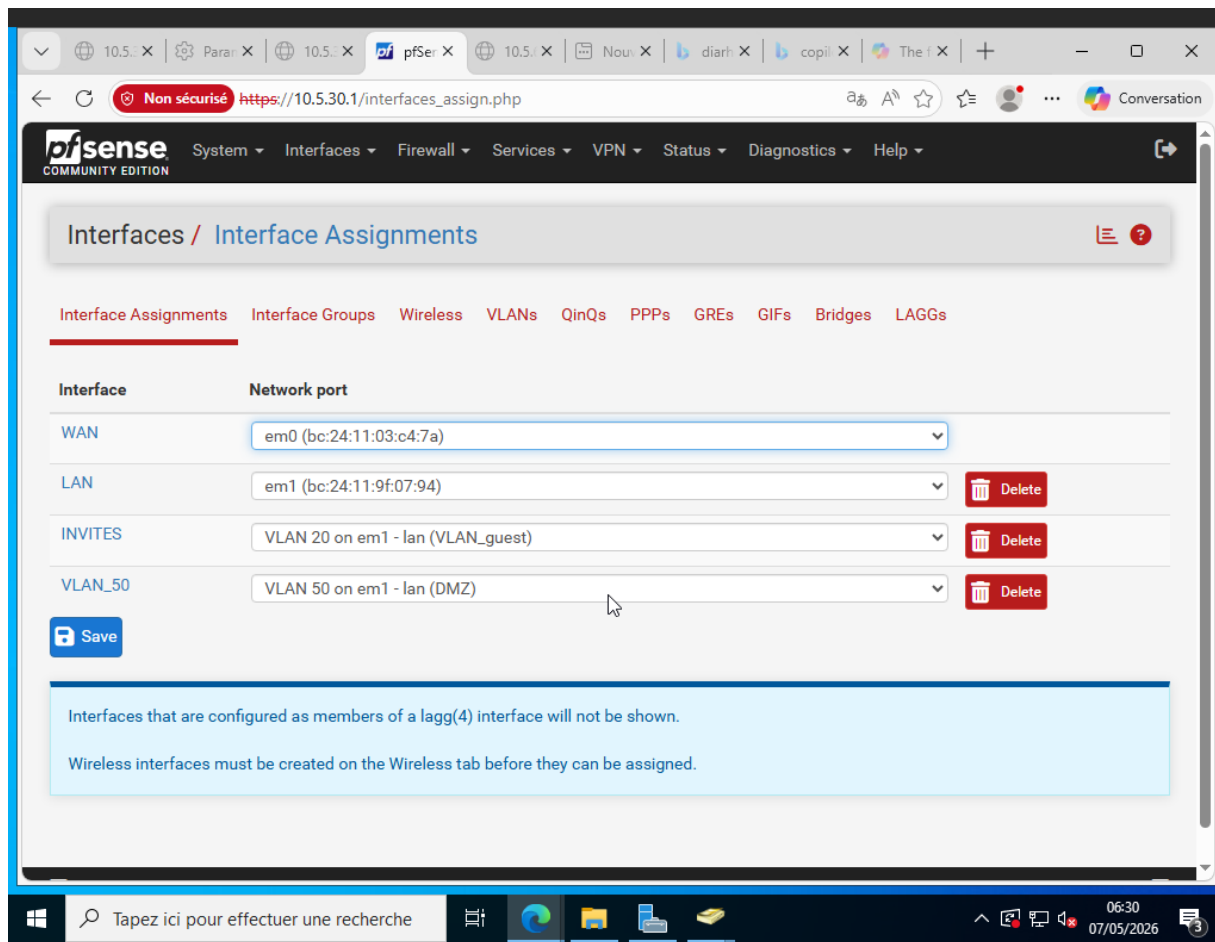 10.5.
Param
10.5.
pfSen
10.5.
Nouv
diarh
copil
The f
Non sécurisé https://10.5.30.1/interfaces_assign.php
Conversation
pfsense
COMMUNITY EDITION
System Interfaces Firewall Services VPN Status Diagnostics Help
Interfaces / Interface Assignments
Interface Assignments Interface Groups Wireless VLANs QinQs PPPs GREs GIFs Bridges LAGGs
Interface Network port
WAN em0 (bc:24:11:03:c4:7a)
LAN em1 (bc:24:11:9f:07:94) Delete
INVITES VLAN 20 on em1 - lan (VLAN_guest) Delete
VLAN_50 VLAN 50 on em1 - lan (DMZ) Delete
Save
Interfaces that are configured as members of a lagg(4) interface will not be shown.
Wireless interfaces must be created on the Wireless tab before they can be assigned.
Tapez ici pour effectuer une recherche
06:30
07/05/2026
3